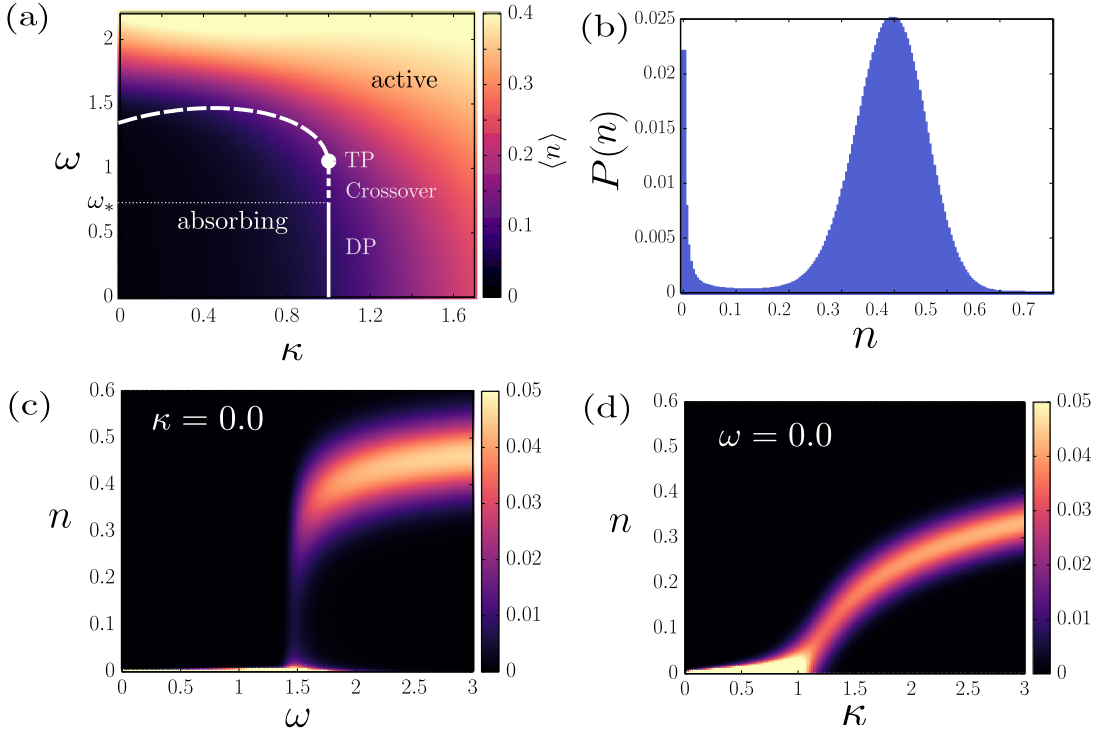 (a)
2
1.5
1
0.5
0
ω
ω*
active
TP
Crossover
absorbing
DP
0 0.4 0.8 1.2 1.6
κ
0.4
0.3
0.2
0.1
0
⟨n⟩
(b)
0.025
0.02
0.015
0.01
0.005
0
P(n)
0 0.1 0.2 0.3 0.4 0.5 0.6 0.7
n
(c)
κ = 0.0
0.6
0.5
0.4
0.3
0.2
0.1
0
n
0 0.5 1 1.5 2 2.5 3
ω
0.05
0.04
0.03
0.02
0.01
0
(d)
ω = 0.0
0.6
0.5
0.4
0.3
0.2
0.1
0
n
0 0.5 1 1.5 2 2.5 3
κ
0.05
0.04
0.03
0.02
0.01
0